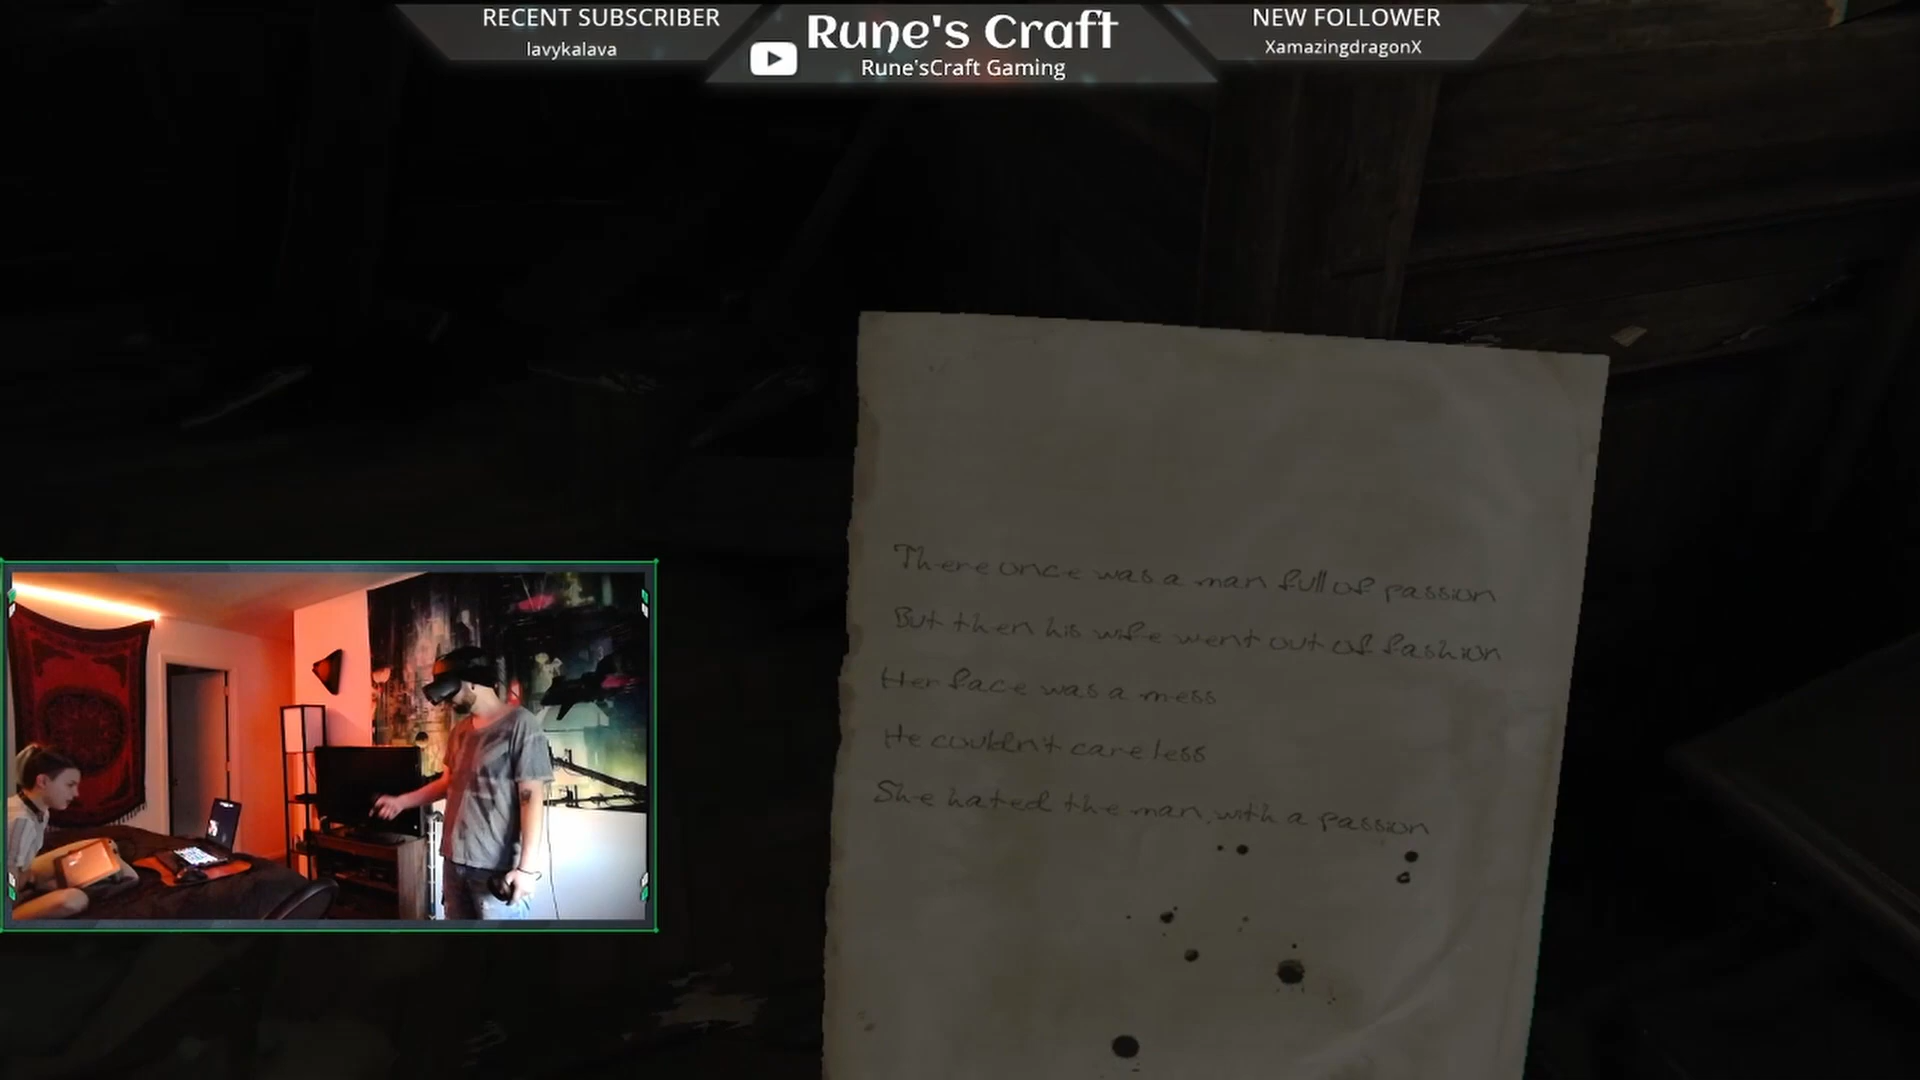 RECENT SUBSCRIBER
lavykalava
Rune's Craft
Rune'sCraft Gaming
NEW FOLLOWER
XamazingdragonX
There once was a man full of passion
But then his wife went out of fashion
Her face was a mess
He couldn't care less
She hated the man, with a passion